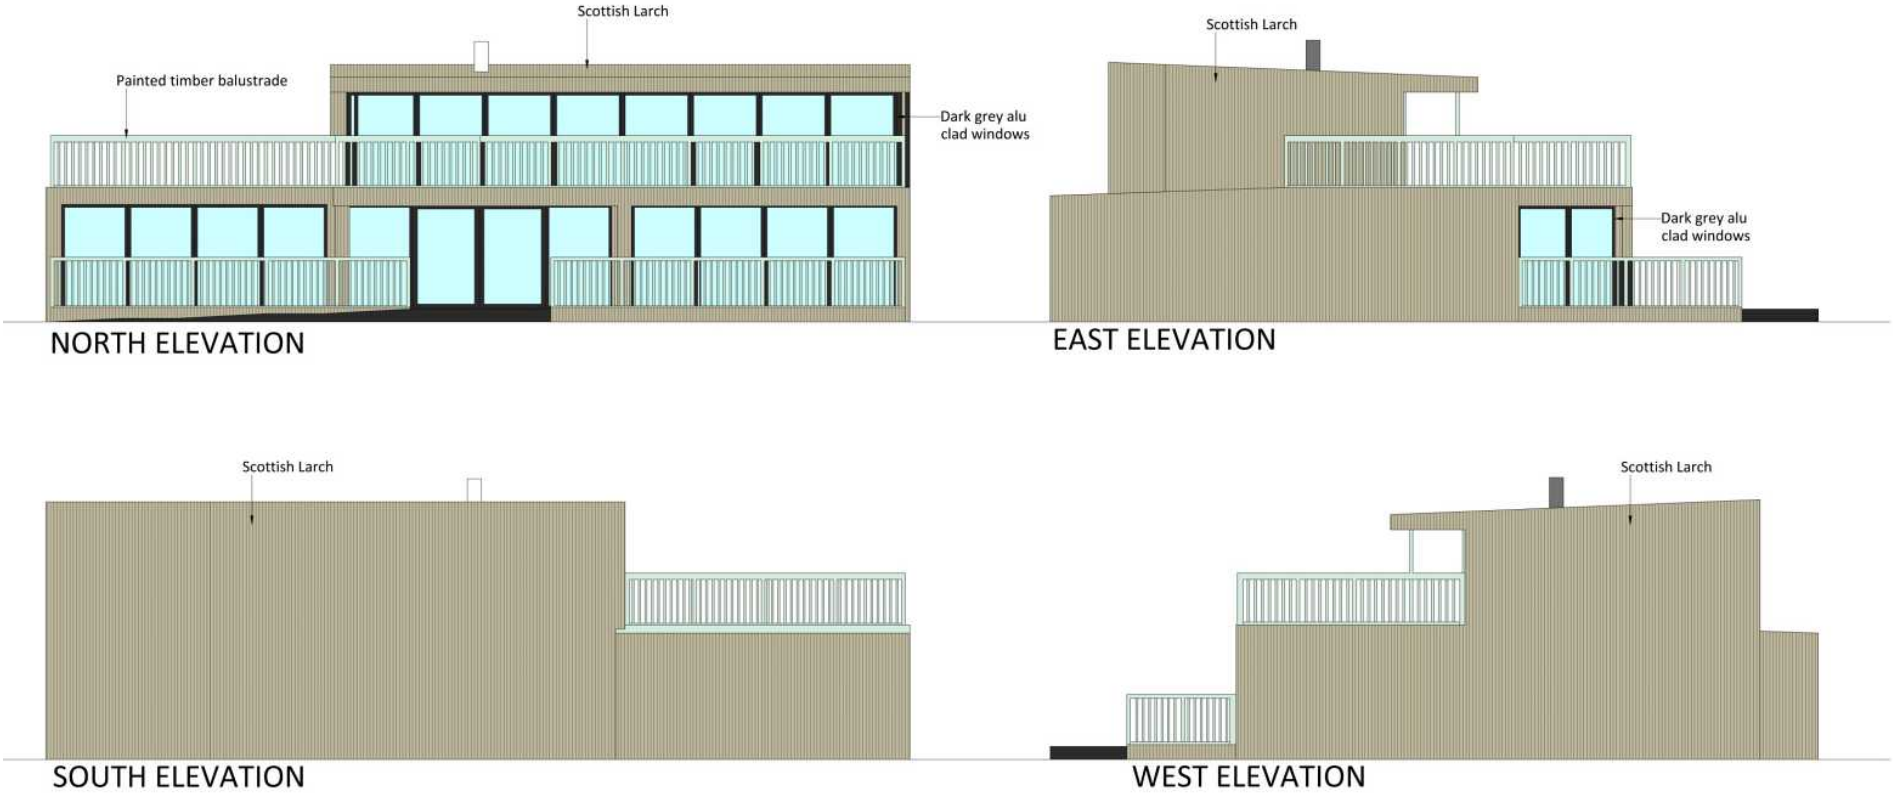 Scottish Larch
Painted timber balustrade
Dark grey alu
clad windows
NORTH ELEVATION
Scottish Larch
Dark grey alu
clad windows
EAST ELEVATION
Scottish Larch
SOUTH ELEVATION
Scottish Larch
WEST ELEVATION